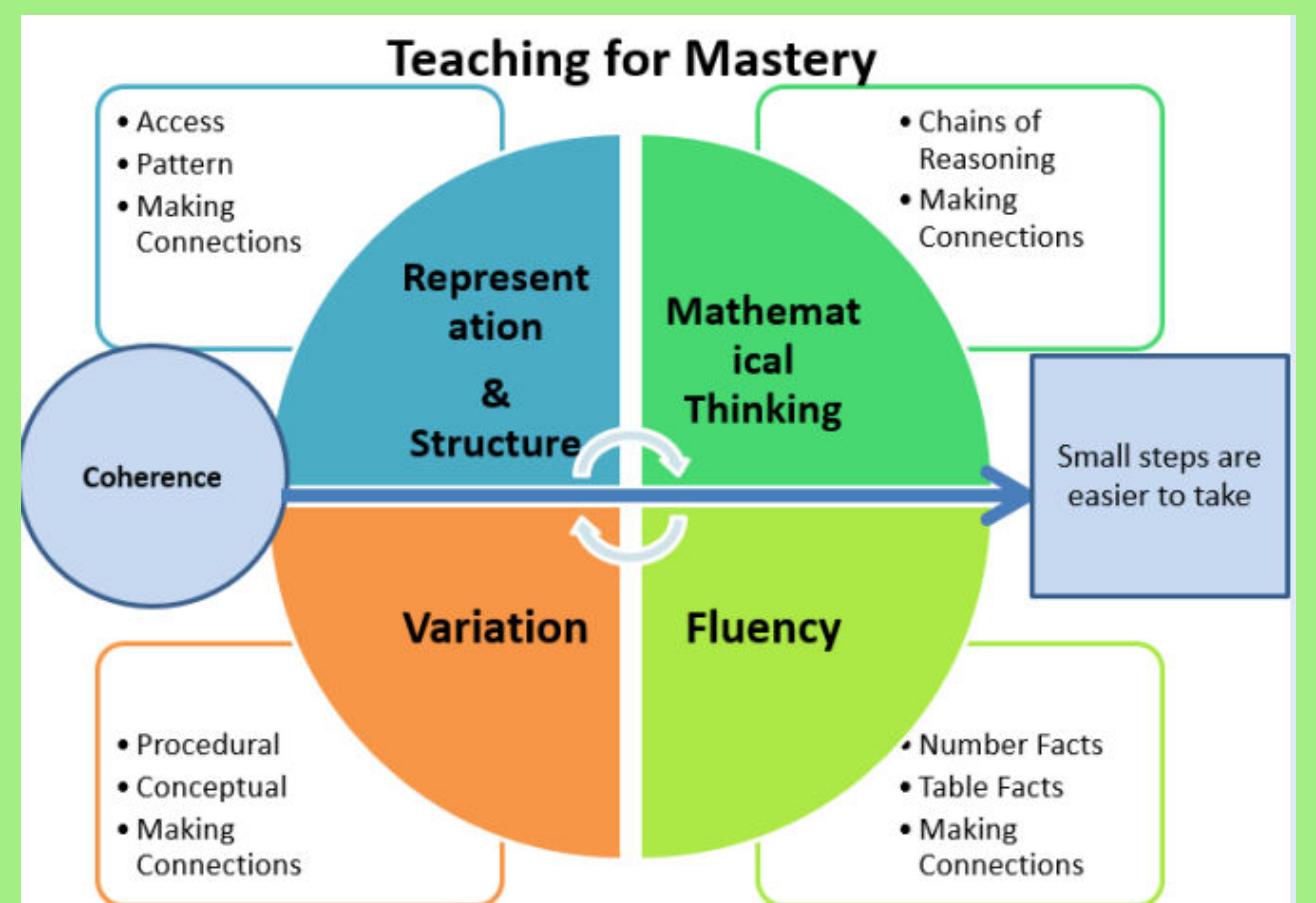 Teaching for Mastery
• Access
• Pattern
• Making
Connections
• Chains of
Reasoning
• Making
Connections
Represent
ation
&
Structure
Mathemat
ical
Thinking
Coherence
Small steps are
easier to take
Variation
Fluency
• Procedural
• Conceptual
• Making
Connections
• Number Facts
• Table Facts
• Making
Connections